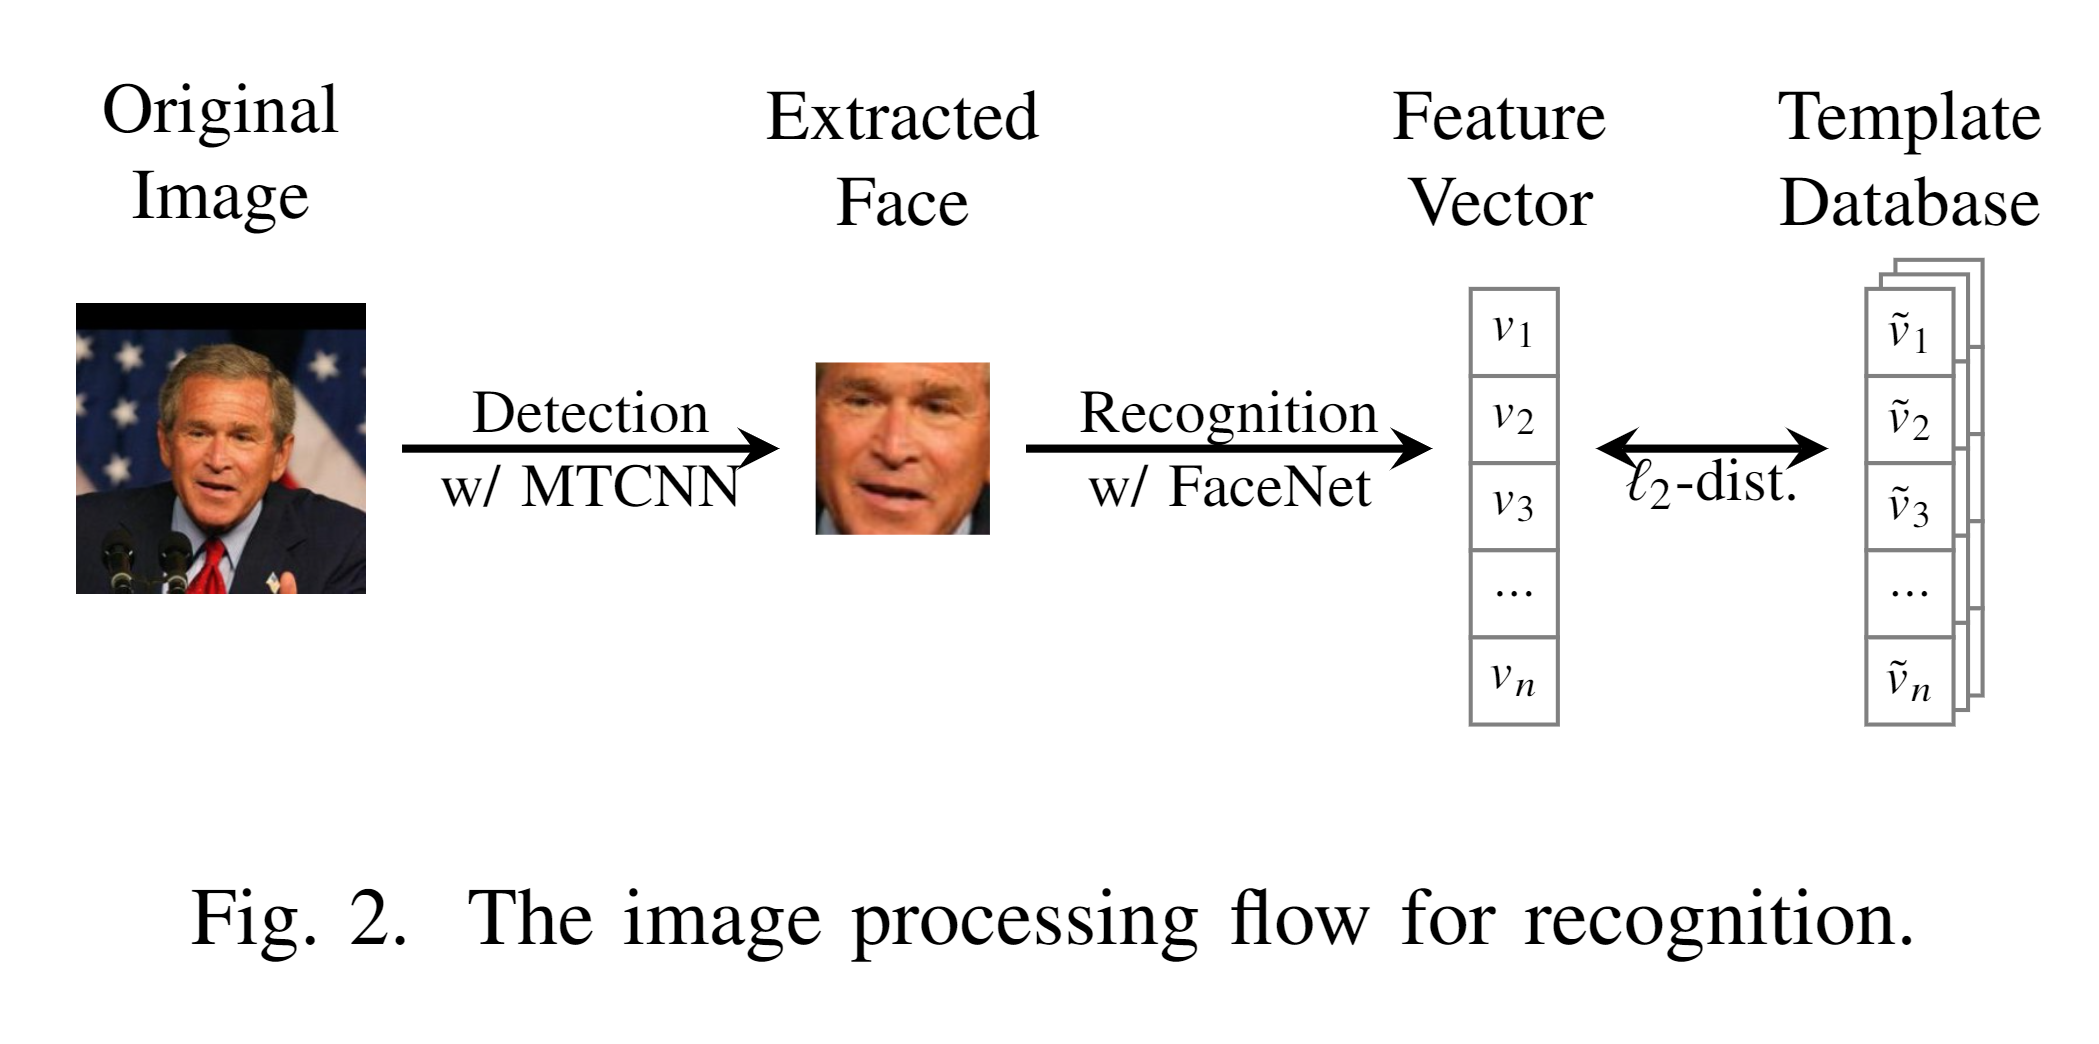 Original
Image
Extracted
Face
Feature
Vector
Template
Database
Detection
w/ MTCNN
Recognition
w/ FaceNet
v₁
v₂
v₃
...
vₙ
ℓ₂-dist.
ṽ₁
ṽ₂
ṽ₃
...
ṽₙ
Fig. 2. The image processing flow for recognition.